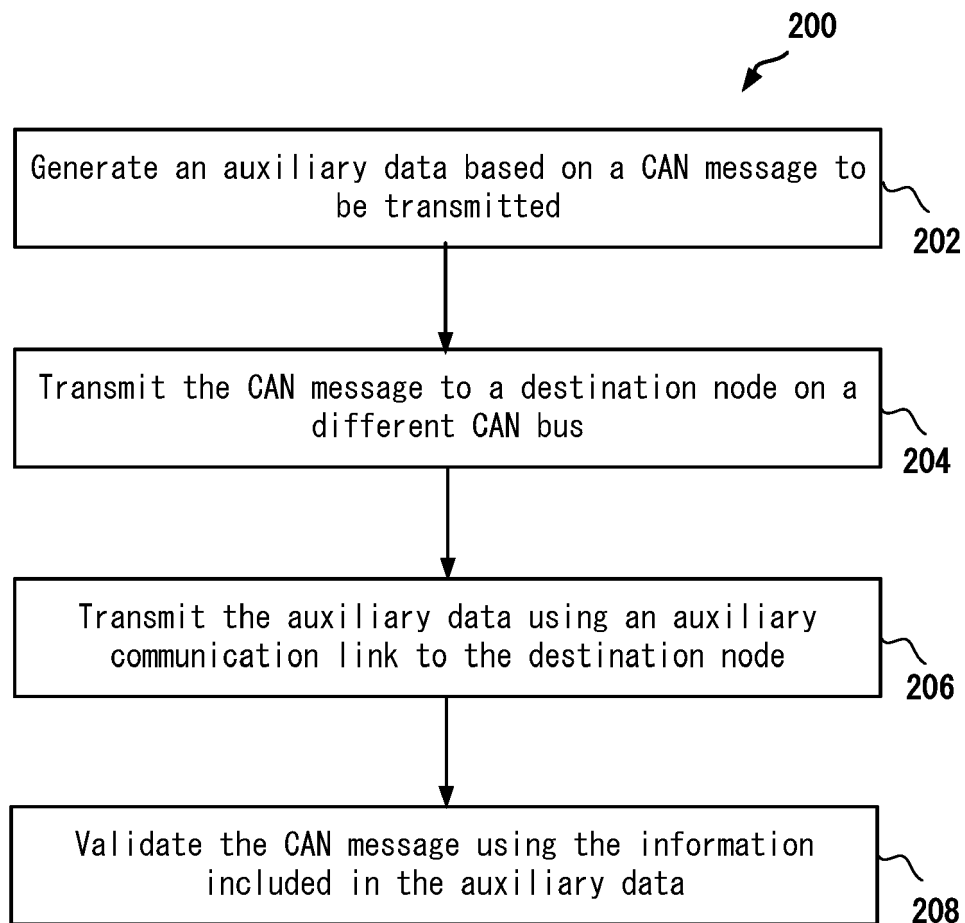 200
Generate an auxiliary data based on a CAN message to
be transmitted
202
Transmit the CAN message to a destination node on a
different CAN bus
204
Transmit the auxiliary data using an auxiliary
communication link to the destination node
206
Validate the CAN message using the information
included in the auxiliary data
208